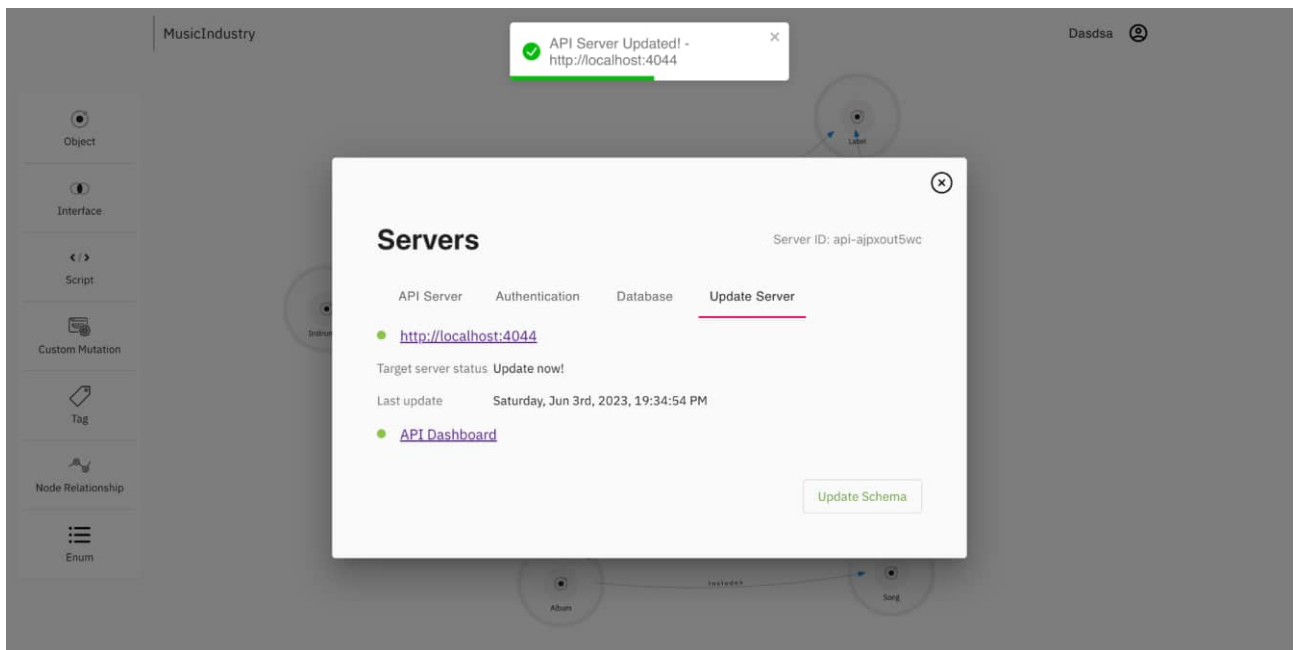 MusicIndustry
API Server Updated! -
http://localhost:4044
Dasdsa
Object
Interface
Script
Custom Mutation
Tag
Node Relationship
Enum
Label
Servers
Server ID: api-ajpxout5wc
API Server Authentication Database Update Server
http://localhost:4044
Target server status Update now!
Last update Saturday, Jun 3rd, 2023, 19:34:54 PM
API Dashboard
Update Schema
Album
Song